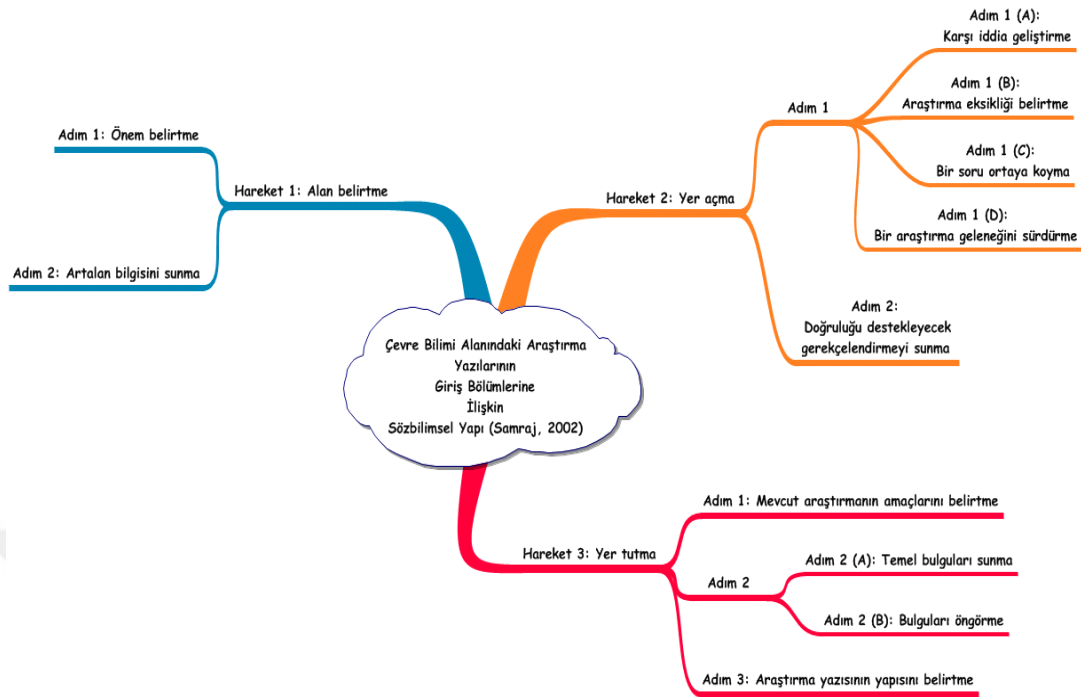 Çevre Bilimi Alanındaki Araştırma
Yazılarının
Giriş Bölümlerine
İlişkin
Sözbilimsel Yapı (Samraj, 2002)
Hareket 1: Alan belirtme
Adım 1: Önem belirtme
Adım 2: Artalan bilgisini sunma
Hareket 2: Yer açma
Adım 1
Adım 1 (A):
Karşı iddia geliştirme
Adım 1 (B):
Araştırma eksikliği belirtme
Adım 1 (C):
Bir soru ortaya koyma
Adım 1 (D):
Bir araştırma geleneğini sürdürme
Adım 2:
Doğruluğu destekleyecek
gerekçelendirmeyi sunma
Hareket 3: Yer tutma
Adım 1: Mevcut araştırmanın amaçlarını belirtme
Adım 2
Adım 2 (A): Temel bulguları sunma
Adım 2 (B): Bulguları öngörme
Adım 3: Araştırma yazısının yapısını belirtme